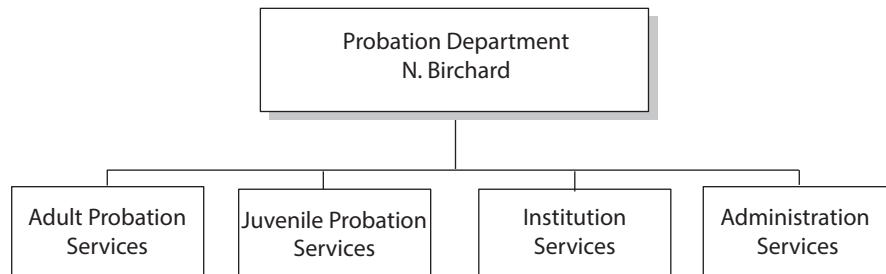 Probation Department
N. Birchard
Adult Probation
Services
Juvenile Probation
Services
Institution
Services
Administration
Services